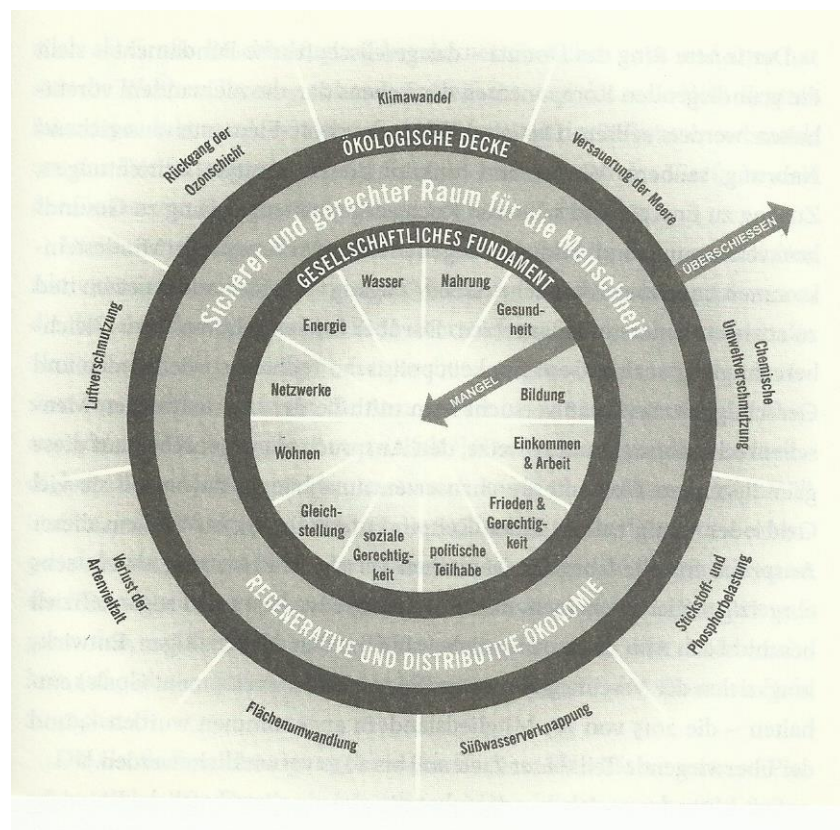 Klimawandel
Rückgang der
Ozonschicht
Versauerung der Meere
ÖKOLOGISCHE DECKE
Sicherer und gerechter Raum für die Menschheit
GESELLSCHAFTLICHES FUNDAMENT
ÜBERSCHIESSEN
Wasser
Nahrung
Gesund-
heit
Energie
Luftverschmutzung
Chemische
Umweltverschmutzung
Netzwerke
MANGEL
Bildung
Wohnen
Einkommen
& Arbeit
Gleich-
stellung
soziale
Gerechtig-
keit
politische
Teilhabe
Frieden &
Gerechtig-
keit
Verlust der
Artenvielfalt
Stickstoff- und
Phosphorbelastung
REGENERATIVE UND DISTRIBUTIVE ÖKONOMIE
Flächenumwandlung
Süßwasserverknappung